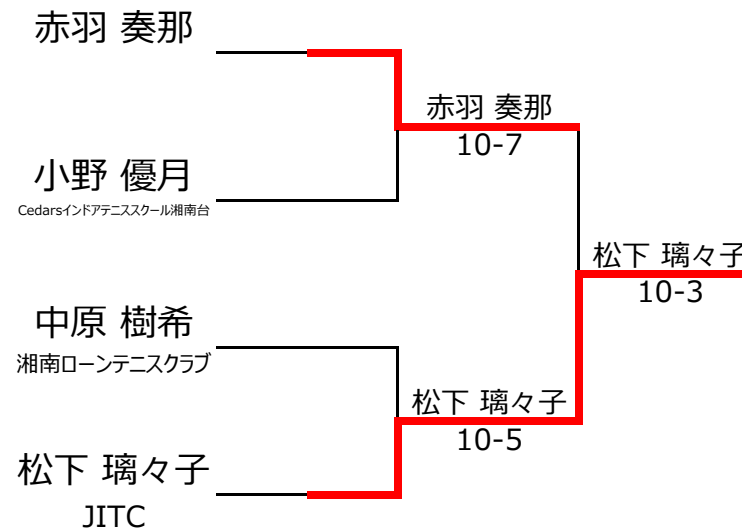 赤羽 奏那
小野 優月
Cedarsインドアテニススクール湘南台
中原 樹希
湘南ローンテニスクラブ
松下 璃々子
JITC
赤羽 奏那
10-7
松下 璃々子
10-5
松下 璃々子
10-3